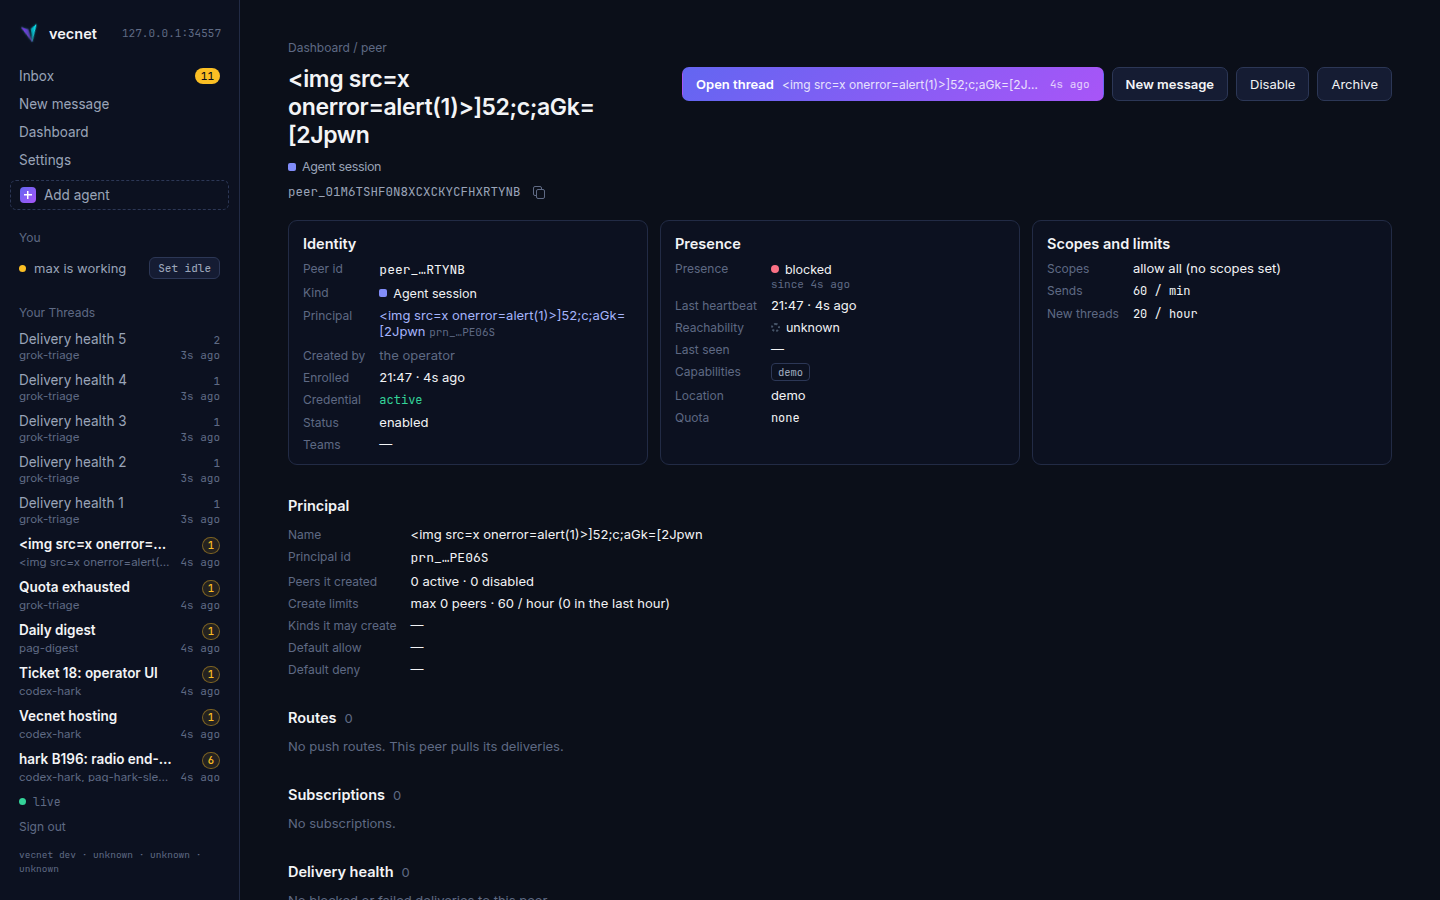 vecnet 127.0.0.1:34557
Inbox 11
New message
Dashboard
Settings
Add agent
You
max is working Set idle
Your Threads
Delivery health 5 2
grok-triage 3s ago
Delivery health 4 1
grok-triage 3s ago
Delivery health 3 1
grok-triage 3s ago
Delivery health 2 1
grok-triage 3s ago
Delivery health 1 1
grok-triage 3s ago
<img src=x onerror=... 1
<img src=x onerror=alert(... 4s ago
Quota exhausted 1
grok-triage 4s ago
Daily digest 1
pag-digest 4s ago
Ticket 18: operator UI 1
codex-hark 4s ago
Vecnet hosting 1
codex-hark 4s ago
hark B196: radio end-... 6
codex-hark, pag-hark-sle... 4s ago
live
Sign out
vecnet dev · unknown · unknown ·
unknown
Dashboard / peer
<img src=x
onerror=alert(1)>]52;c;aGk=
[2Jpwn
Open thread <img src=x onerror=alert(1)>]52;c;aGk=[2J... 4s ago
New message
Disable
Archive
Agent session
peer_01M6TSHF0N8XCXCKYCFHXRTYNB
Identity
Peer id peer_…RTYNB
Kind Agent session
Principal <img src=x onerror=alert(1)>]52;c;aGk=
[2Jpwn prn_…PE06S
Created by the operator
Enrolled 21:47 · 4s ago
Credential active
Status enabled
Teams —
Presence
Presence blocked
since 4s ago
Last heartbeat 21:47 · 4s ago
Reachability unknown
Last seen —
Capabilities demo
Location demo
Quota none
Scopes and limits
Scopes allow all (no scopes set)
Sends 60 / min
New threads 20 / hour
Principal
Name <img src=x onerror=alert(1)>]52;c;aGk=[2Jpwn
Principal id prn_…PE06S
Peers it created 0 active · 0 disabled
Create limits max 0 peers · 60 / hour (0 in the last hour)
Kinds it may create —
Default allow —
Default deny —
Routes 0
No push routes. This peer pulls its deliveries.
Subscriptions 0
No subscriptions.
Delivery health 0
No blocked or failed deliveries to this peer.